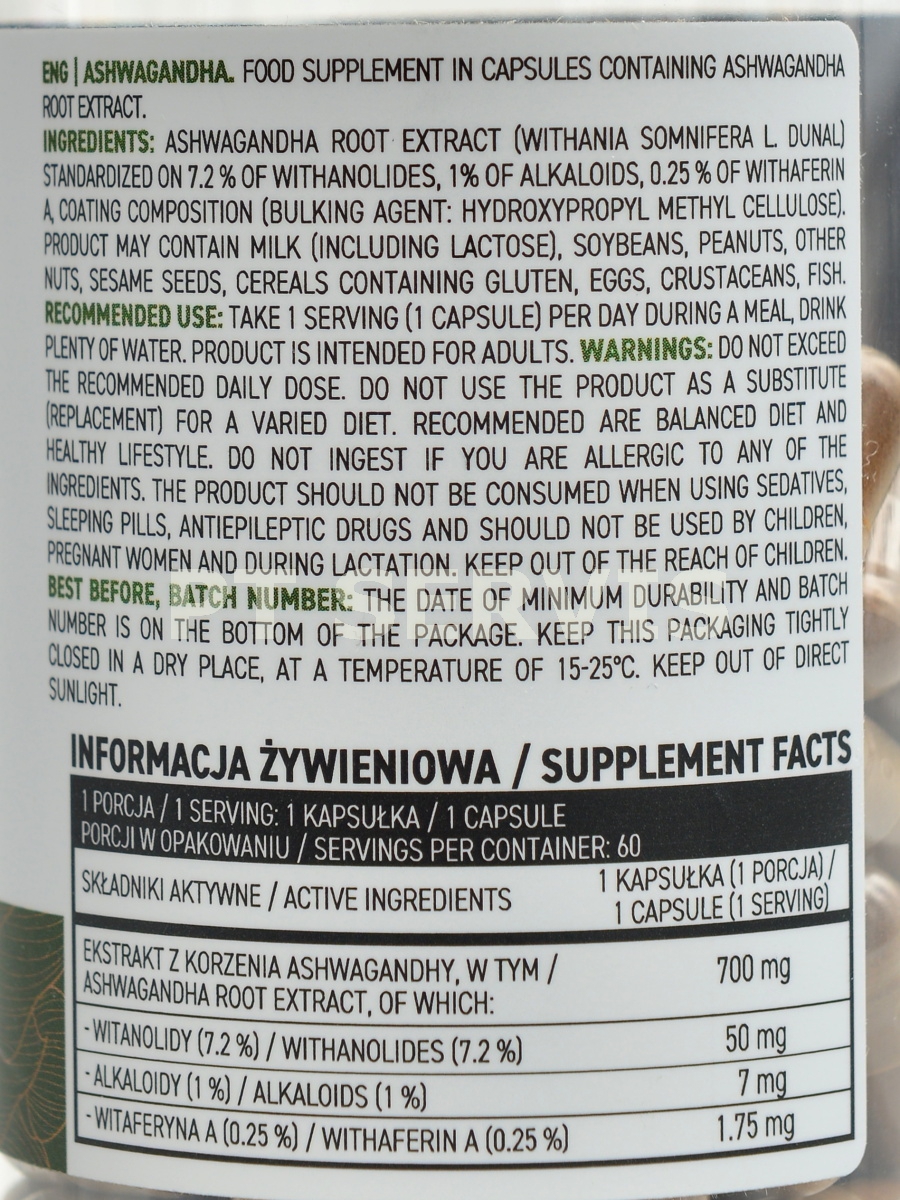 ENG | ASHWAGANDHA. FOOD SUPPLEMENT IN CAPSULES CONTAINING ASHWAGANDHA
ROOT EXTRACT.
INGREDIENTS: ASHWAGANDHA ROOT EXTRACT (WITHANIA SOMNIFERA L. DUNAL)
STANDARDIZED ON 7.2 % OF WITHANOLIDES, 1% OF ALKALOIDS, 0.25 % OF WITHAFERIN
A, COATING COMPOSITION (BULKING AGENT: HYDROXYPROPYL METHYL CELLULOSE).
PRODUCT MAY CONTAIN MILK (INCLUDING LACTOSE), SOYBEANS, PEANUTS, OTHER
NUTS, SESAME SEEDS, CEREALS CONTAINING GLUTEN, EGGS, CRUSTACEANS, FISH.
RECOMMENDED USE: TAKE 1 SERVING (1 CAPSULE) PER DAY DURING A MEAL, DRINK
PLENTY OF WATER. PRODUCT IS INTENDED FOR ADULTS. WARNINGS: DO NOT EXCEED
THE RECOMMENDED DAILY DOSE. DO NOT USE THE PRODUCT AS A SUBSTITUTE
(REPLACEMENT) FOR A VARIED DIET. RECOMMENDED ARE BALANCED DIET AND
HEALTHY LIFESTYLE. DO NOT INGEST IF YOU ARE ALLERGIC TO ANY OF THE
INGREDIENTS. THE PRODUCT SHOULD NOT BE CONSUMED WHEN USING SEDATIVES,
SLEEPING PILLS, ANTIEPILEPTIC DRUGS AND SHOULD NOT BE USED BY CHILDREN,
PREGNANT WOMEN AND DURING LACTATION. KEEP OUT OF THE REACH OF CHILDREN.
PT SERVIS
BEST BEFORE, BATCH NUMBER: THE DATE OF MINIMUM DURABILITY AND BATCH
NUMBER IS ON THE BOTTOM OF THE PACKAGE. KEEP THIS PACKAGING TIGHTLY
CLOSED IN A DRY PLACE, AT A TEMPERATURE OF 15-25°C. KEEP OUT OF DIRECT
SUNLIGHT.
INFORMACJA ŻYWIENIOWA / SUPPLEMENT FACTS
1 PORCJA / 1 SERVING: 1 KAPSUŁKA / 1 CAPSULE
PORCJI W OPAKOWANIU / SERVINGS PER CONTAINER: 60
SKŁADNIKI AKTYWNE / ACTIVE INGREDIENTS
1 KAPSUŁKA (1 PORCJA) /
1 CAPSULE (1 SERVING)
EKSTRAKT Z KORZENIA ASHWAGANDHY, W TYM /
ASHWAGANDHA ROOT EXTRACT, OF WHICH:
700 mg
- WITANOLIDY (7.2 %) / WITHANOLIDES (7.2 %) 50 mg
- ALKALOIDY (1 %) / ALKALOIDS (1 %) 7 mg
- WITAFERYNA A (0.25 %) / WITHAFERIN A (0.25 %) 1.75 mg